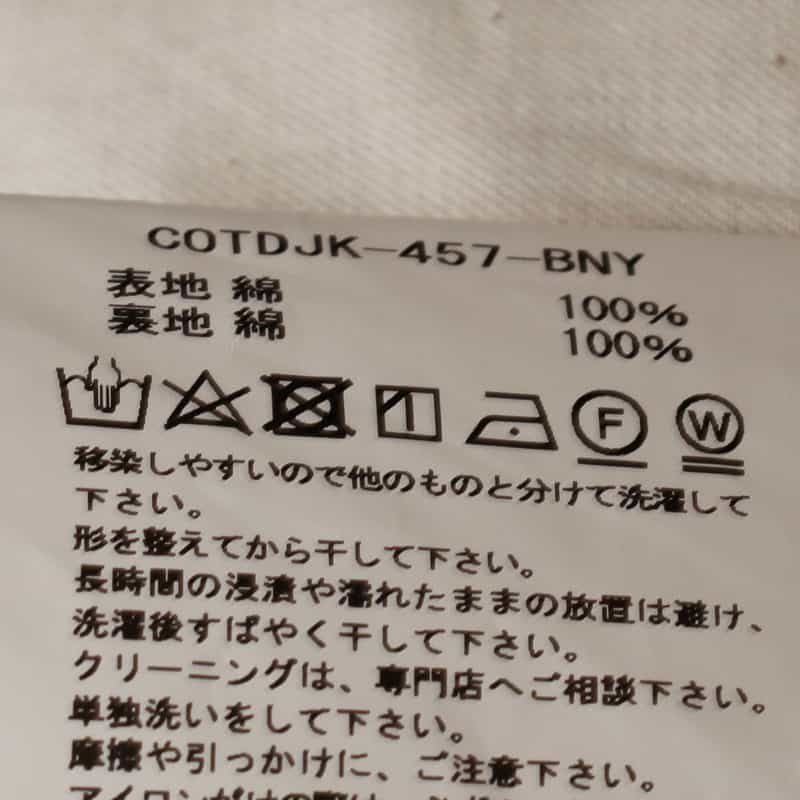 COTDJK-457-BNY
表地 綿 100%
裏地 綿 100%
F W
移染しやすいので他のものと分けて洗濯して
下さい。
形を整えてから干して下さい。
長時間の浸漬や濡れたままの放置は避け、
洗濯後すばやく干して下さい。
クリーニングは、専門店へご相談下さい。
単独洗いをして下さい。
摩擦や引っかけに、ご注意下さい。